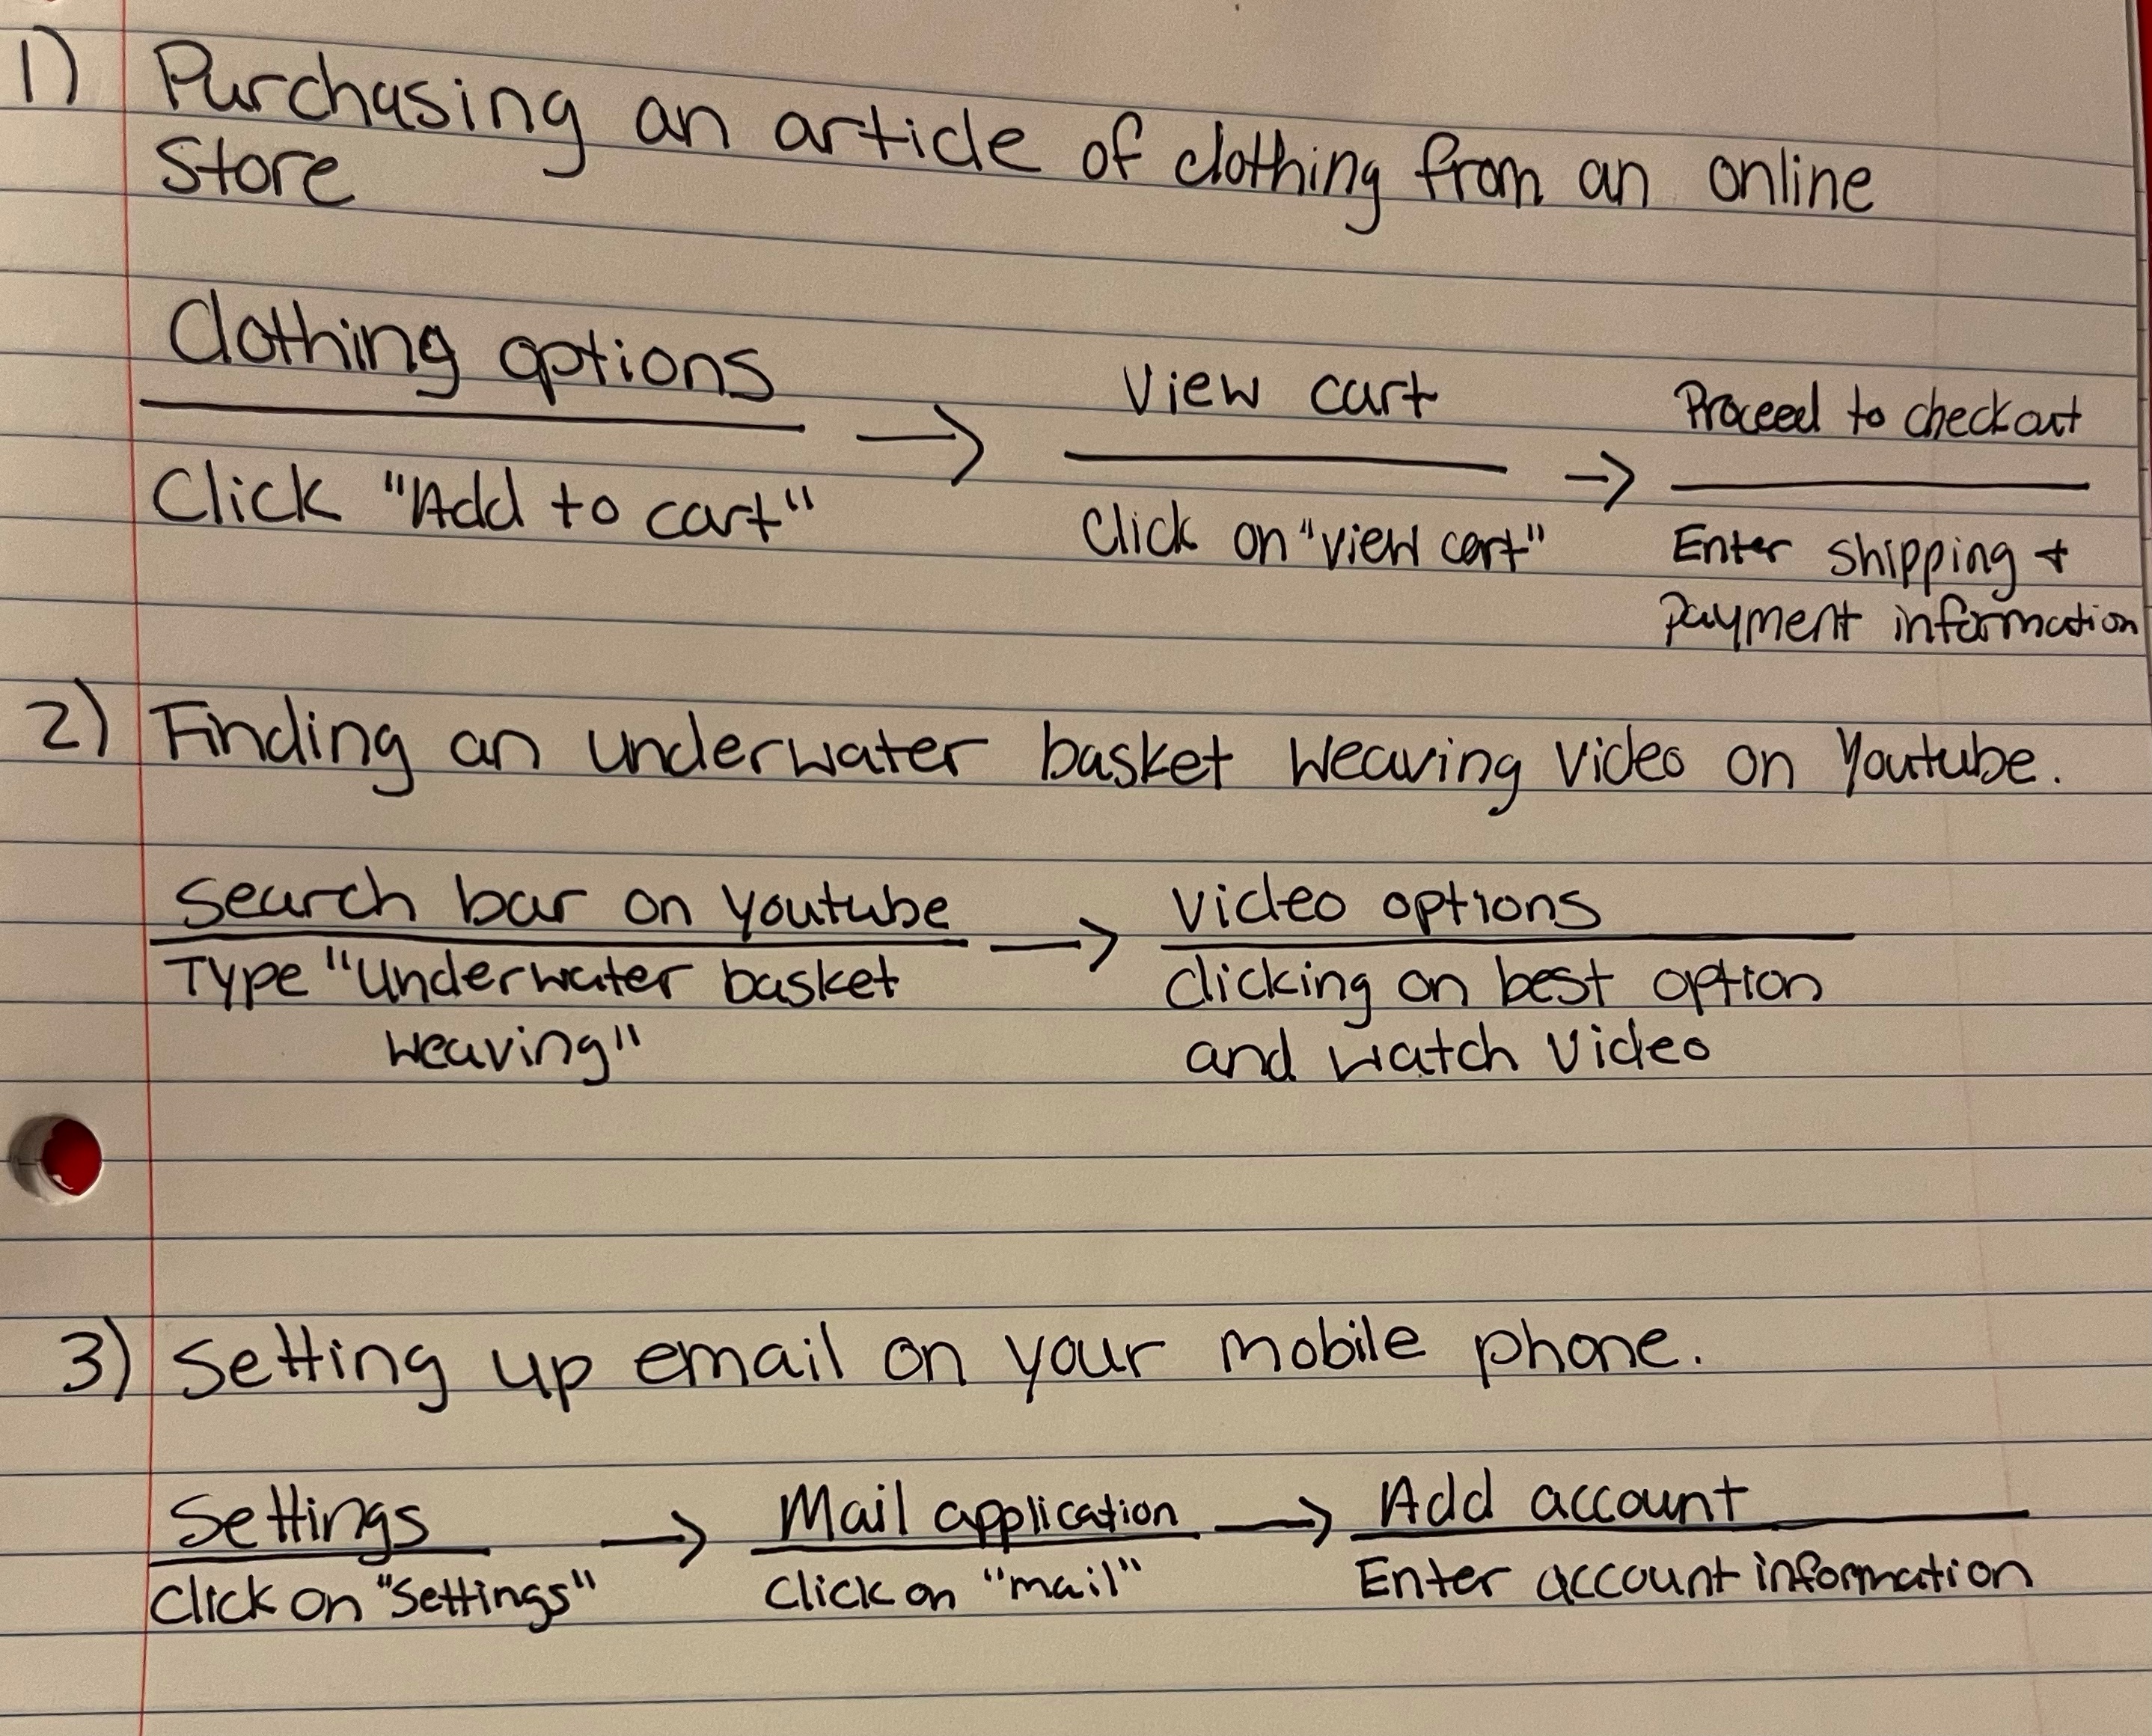 1) Purchasing an article of clothing from an online
Store
Clothing options → View cart → Proceed to checkout
Click "Add to cart" Click on "view cart" Enter shipping +
Payment information
2) Finding an underwater basket weaving video on Youtube.
Search bar on youtube → Video options
Type "Underwater basket clicking on best option
weaving" and watch video
3) Setting up email on your mobile phone.
Settings → Mail application → Add account
Click on "Settings" Click on "mail" Enter account information